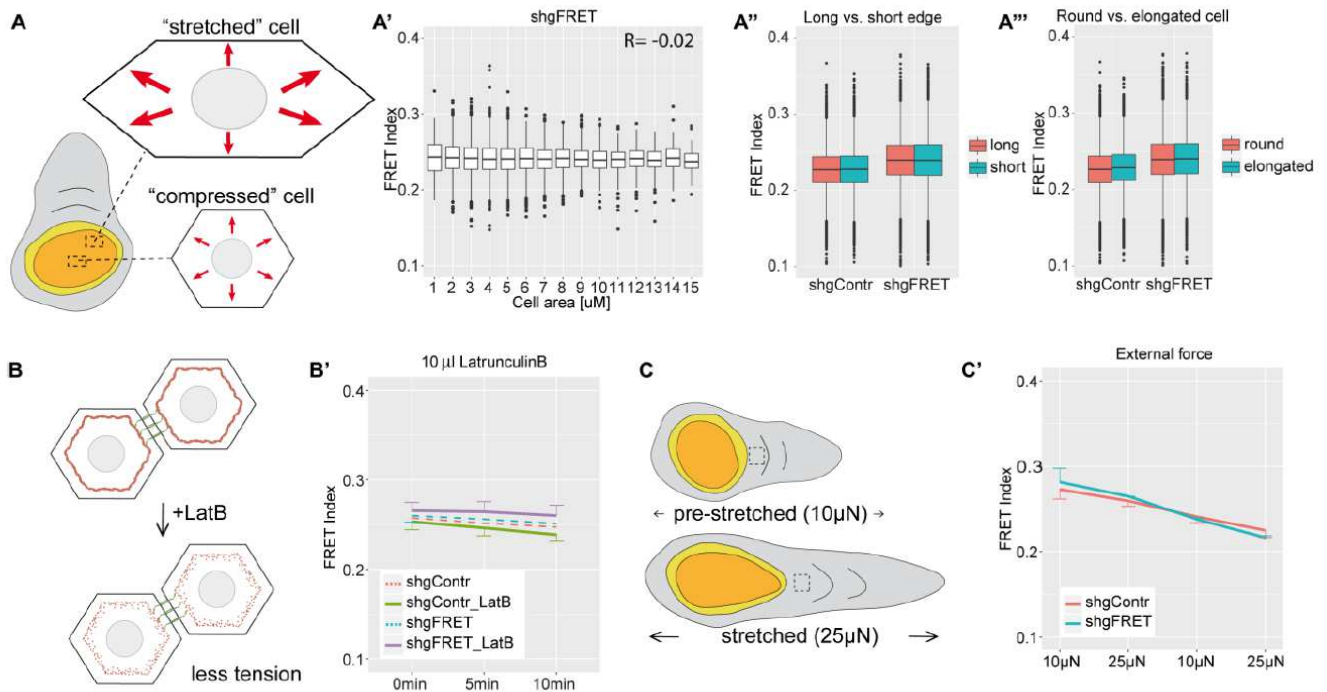 A
"stretched" cell
"compressed" cell
A'
shgFRET
R= -0.02
FRET Index
0.4
0.3
0.2
0.1
1 2 3 4 5 6 7 8 9 10 11 12 13 14 15
Cell area [uM]
A''
Long vs. short edge
FRET Index
0.4
0.3
0.2
0.1
shgContr shgFRET
long
short
A'''
Round vs. elongated cell
FRET Index
0.4
0.3
0.2
0.1
shgContr shgFRET
round
elongated
B
+LatB
less tension
B'
10 µl LatrunculinB
FRET Index
0.4
0.3
0.2
0.1
shgContr
shgContr_LatB
shgFRET
shgFRET_LatB
0min 5min 10min
C
pre-stretched (10µN)
stretched (25µN)
C'
External force
FRET Index
0.4
0.3
0.2
0.1
shgContr
shgFRET
10µN 25µN 10µN 25µN